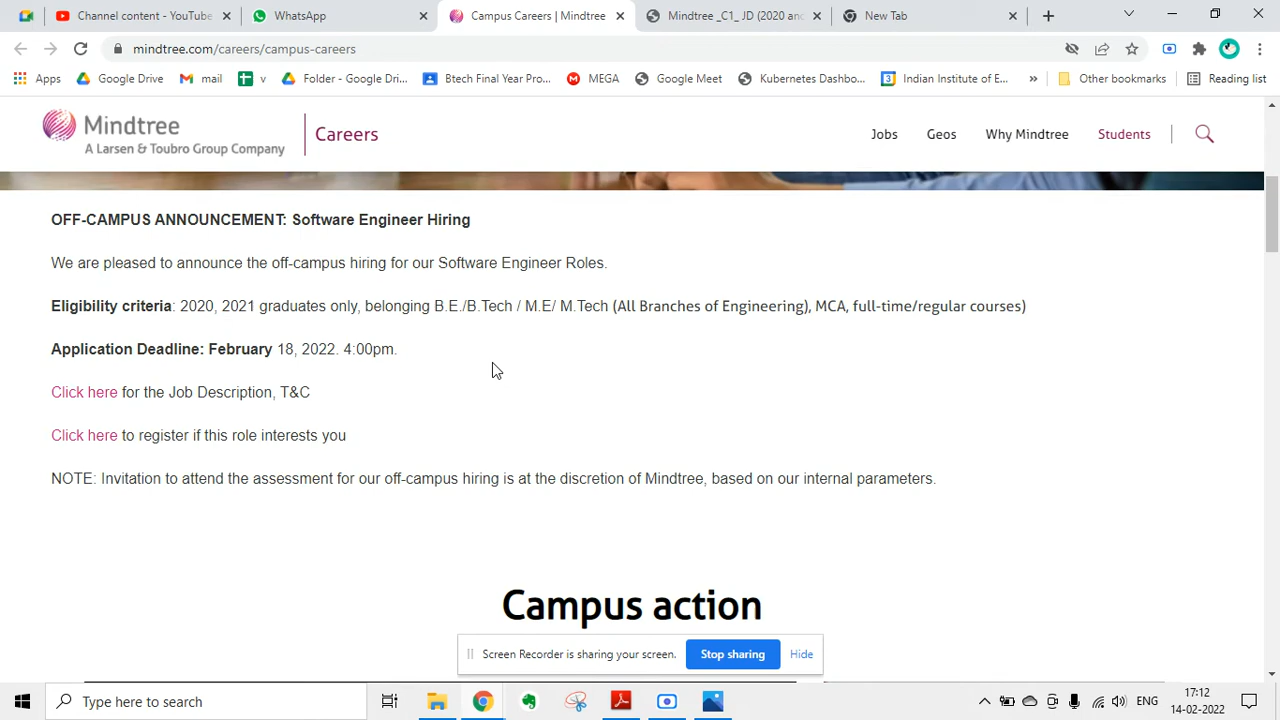 Channel content - YouTube
WhatsApp
Campus Careers | Mindtree
Mindtree _C1_ JD (2020 an
New Tab
mindtree.com/careers/campus-careers
Apps
Google Drive
mail
v
Folder - Google Dri...
Btech Final Year Pro...
MEGA
Google Meet
Kubernetes Dashbo...
Indian Institute of E...
»
Other bookmarks
Reading list
Mindtree
A Larsen & Toubro Group Company
Careers
Jobs
Geos
Why Mindtree
Students
OFF-CAMPUS ANNOUNCEMENT: Software Engineer Hiring
We are pleased to announce the off-campus hiring for our Software Engineer Roles.
Eligibility criteria: 2020, 2021 graduates only, belonging B.E./B.Tech / M.E/ M.Tech (All Branches of Engineering), MCA, full-time/regular courses)
Application Deadline: February 18, 2022. 4:00pm.
Click here for the Job Description, T&C
Click here to register if this role interests you
NOTE: Invitation to attend the assessment for our off-campus hiring is at the discretion of Mindtree, based on our internal parameters.
Campus action
Screen Recorder is sharing your screen.
Stop sharing
Hide
Type here to search
ENG
17:12
14-02-2022